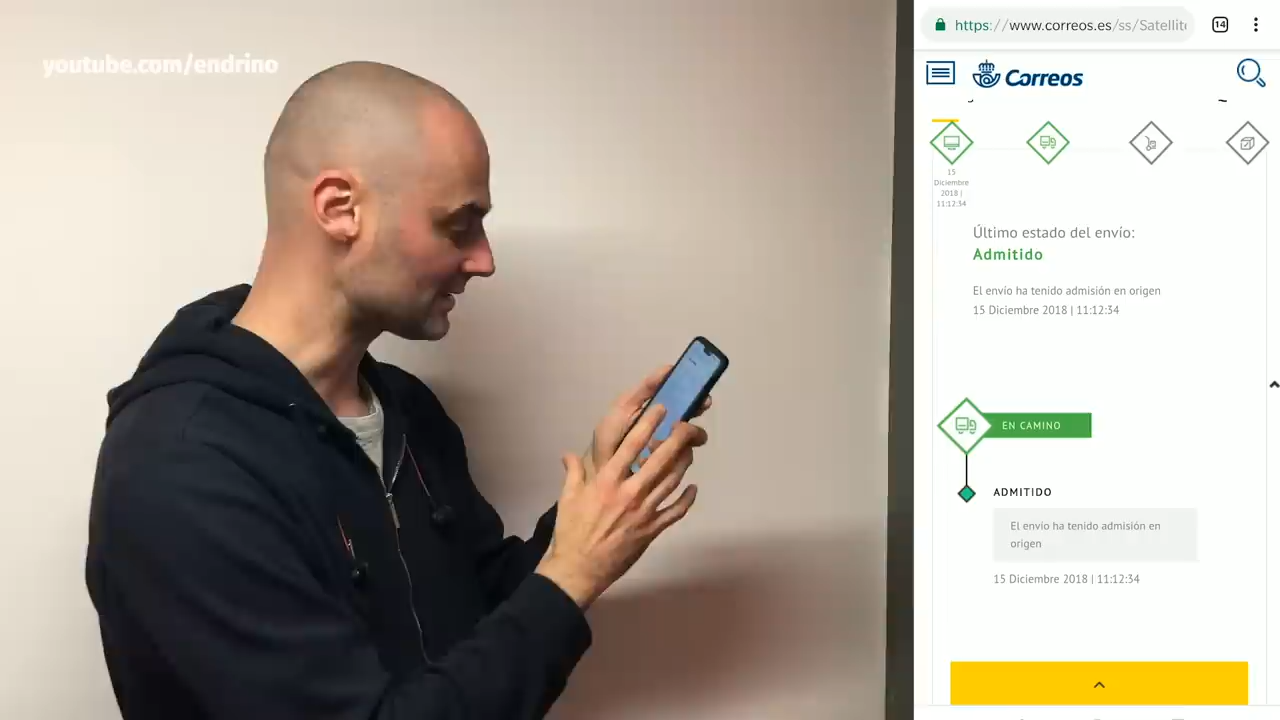 youtube.com/endrino
https://www.correos.es/ss/Satellite
14
Correos
15
Diciembre
2018 |
11:12:34
Último estado del envío:
Admitido
El envío ha tenido admisión en origen
15 Diciembre 2018 | 11:12:34
EN CAMINO
ADMITIDO
El envío ha tenido admisión en
origen
15 Diciembre 2018 | 11:12:34